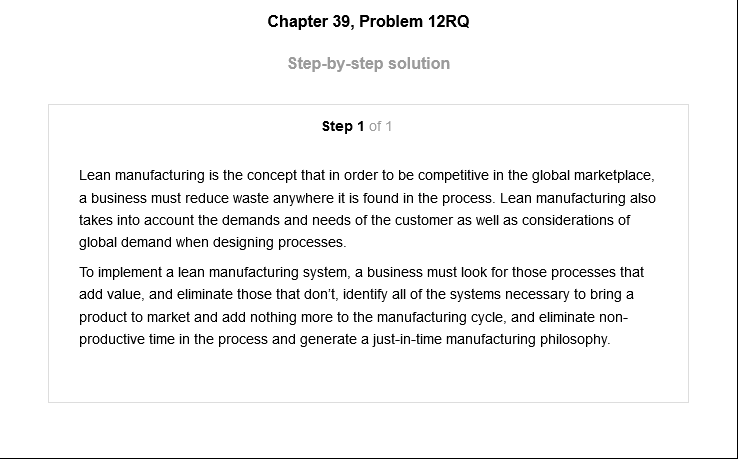 Chapter 39, Problem 12RQ
Step-by-step solution
Step 1 of 1
Lean manufacturing is the concept that in order to be competitive in the global marketplace,
a business must reduce waste anywhere it is found in the process. Lean manufacturing also
takes into account the demands and needs of the customer as well as considerations of
global demand when designing processes.
To implement a lean manufacturing system, a business must look for those processes that
add value, and eliminate those that don’t, identify all of the systems necessary to bring a
product to market and add nothing more to the manufacturing cycle, and eliminate non-
productive time in the process and generate a just-in-time manufacturing philosophy.